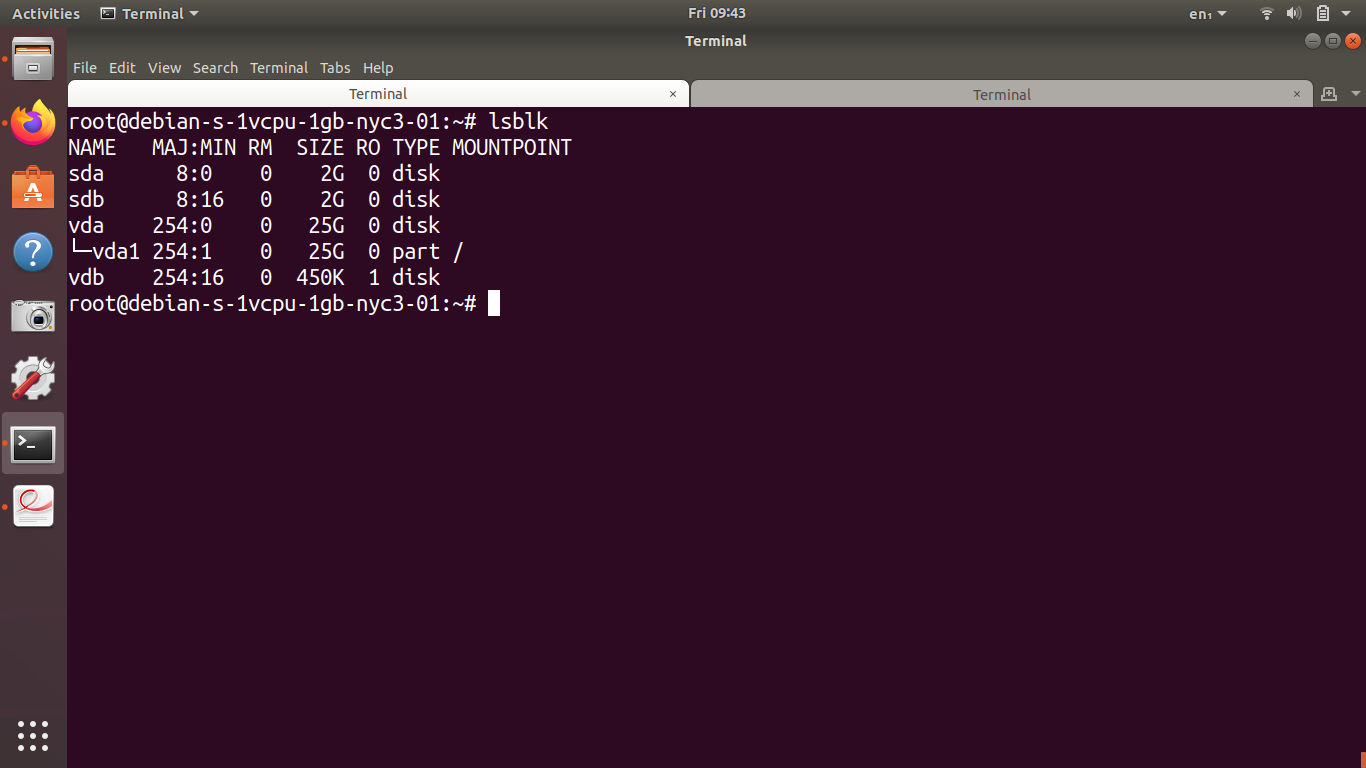 Activities Terminal Fri 09:43 en₁
Terminal
File Edit View Search Terminal Tabs Help
Terminal × Terminal ×
root@debian-s-1vcpu-1gb-nyc3-01:~# lsblk
NAME   MAJ:MIN RM  SIZE RO TYPE MOUNTPOINT
sda      8:0    0    2G  0 disk
sdb      8:16   0    2G  0 disk
vda    254:0    0   25G  0 disk
└─vda1 254:1    0   25G  0 part /
vdb    254:16   0  450K  1 disk
root@debian-s-1vcpu-1gb-nyc3-01:~#